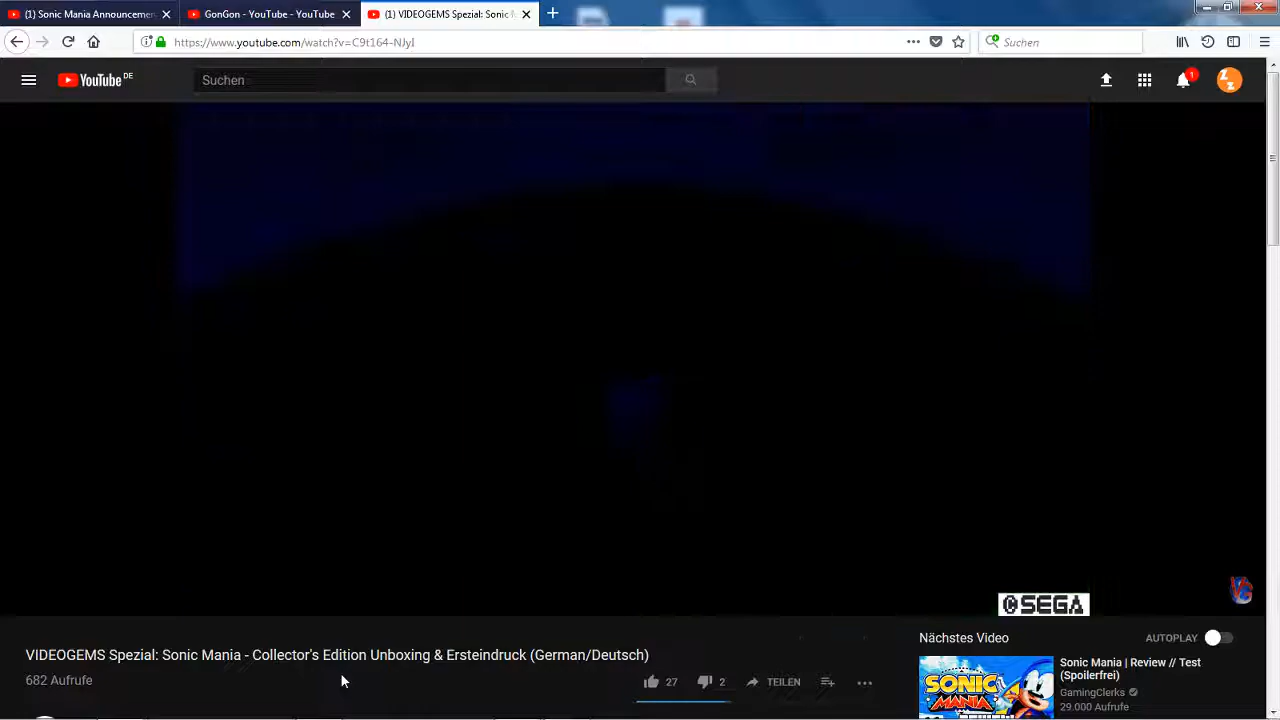 (1) Sonic Mania Announcemen
GonGon - YouTube - YouTube
(1) VIDEOGEMS Spezial: Sonic M
https://www.youtube.com/watch?v=C9t164-NJyI
Suchen
YouTube DE
Suchen
1
©SEGA
VIDEOGEMS Spezial: Sonic Mania - Collector's Edition Unboxing & Ersteindruck (German/Deutsch)
682 Aufrufe
27
2
TEILEN
Nächstes Video
AUTOPLAY
SONIC MANIA
Sonic Mania | Review // Test
(Spoilerfrei)
GamingClerks
29.000 Aufrufe